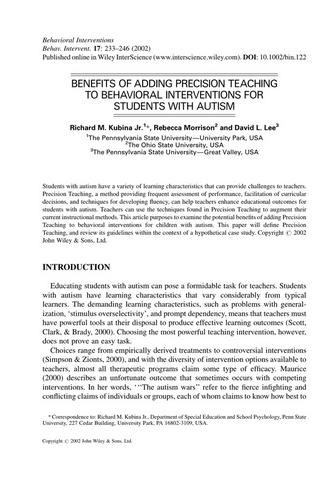 Behavioral Interventions
Behav. Intervent. 17: 233–246 (2002)
Published online in Wiley InterScience (www.interscience.wiley.com). DOI: 10.1002/bin.122
BENEFITS OF ADDING PRECISION TEACHING
TO BEHAVIORAL INTERVENTIONS FOR
STUDENTS WITH AUTISM
Richard M. Kubina Jr.¹*, Rebecca Morrison² and David L. Lee³
¹The Pennsylvania State University—University Park, USA
²The Ohio State University, USA
³The Pennsylvania State University—Great Valley, USA
Students with autism have a variety of learning characteristics that can provide challenges to teachers.
Precision Teaching, a method providing frequent assessment of performance, facilitation of curricular
decisions, and techniques for developing fluency, can help teachers enhance educational outcomes for
students with autism. Teachers can use the techniques found in Precision Teaching to augment their
current instructional methods. This article purposes to examine the potential benefits of adding Precision
Teaching to behavioral interventions for children with autism. This paper will define Precision
Teaching, and review its guidelines within the context of a hypothetical case study. Copyright © 2002
John Wiley & Sons, Ltd.
INTRODUCTION
Educating students with autism can pose a formidable task for teachers. Students
with autism have learning characteristics that vary considerably from typical
learners. The demanding learning characteristics, such as problems with general-
ization, ‘stimulus overselectivity’, and prompt dependency, means that teachers must
have powerful tools at their disposal to produce effective learning outcomes (Scott,
Clark, & Brady, 2000). Choosing the most powerful teaching intervention, however,
does not prove an easy task.
Choices range from empirically derived treatments to controversial interventions
(Simpson & Zionts, 2000), and with the diversity of intervention options available to
teachers, almost all therapeutic programs claim some type of efficacy. Maurice
(2000) describes an unfortunate outcome that sometimes occurs with competing
interventions. In her words, ‘“The autism wars” refer to the fierce infighting and
conflicting claims of individuals or groups, each of whom claims to know how best to
* Correspondence to: Richard M. Kubina Jr., Department of Special Education and School Psychology, Penn State
University, 227 Cedar Building, University Park, PA 16802-3109, USA.
Copyright © 2002 John Wiley & Sons, Ltd.